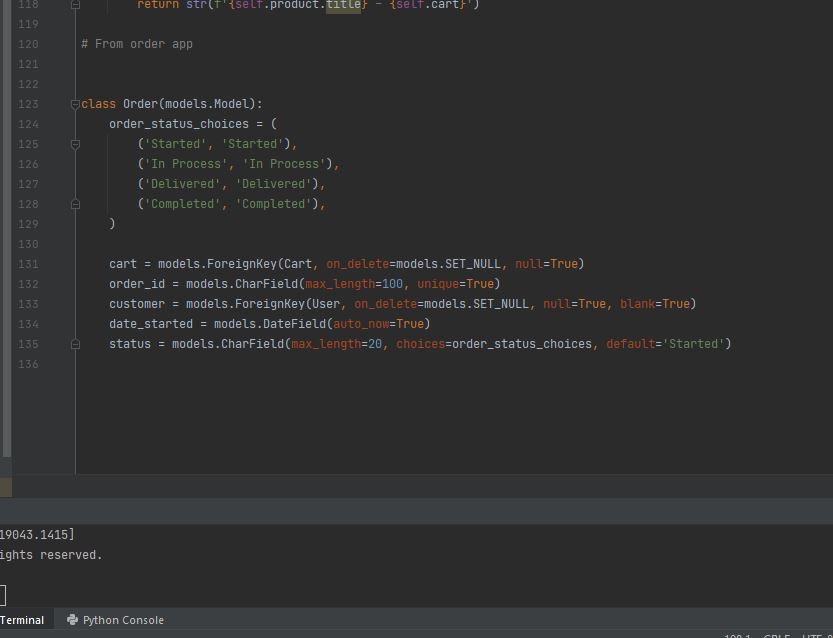 118 return str(f'{self.product.title} - {self.cart}')
119
120 # From order app
121
122
123 class Order(models.Model):
124 order_status_choices = (
125 ('Started', 'Started'),
126 ('In Process', 'In Process'),
127 ('Delivered', 'Delivered'),
128 ('Completed', 'Completed'),
129 )
130
131 cart = models.ForeignKey(Cart, on_delete=models.SET_NULL, null=True)
132 order_id = models.CharField(max_length=100, unique=True)
133 customer = models.ForeignKey(User, on_delete=models.SET_NULL, null=True, blank=True)
134 date_started = models.DateField(auto_now=True)
135 status = models.CharField(max_length=20, choices=order_status_choices, default='Started')
136
19043.1415]
ights reserved.
Terminal Python Console